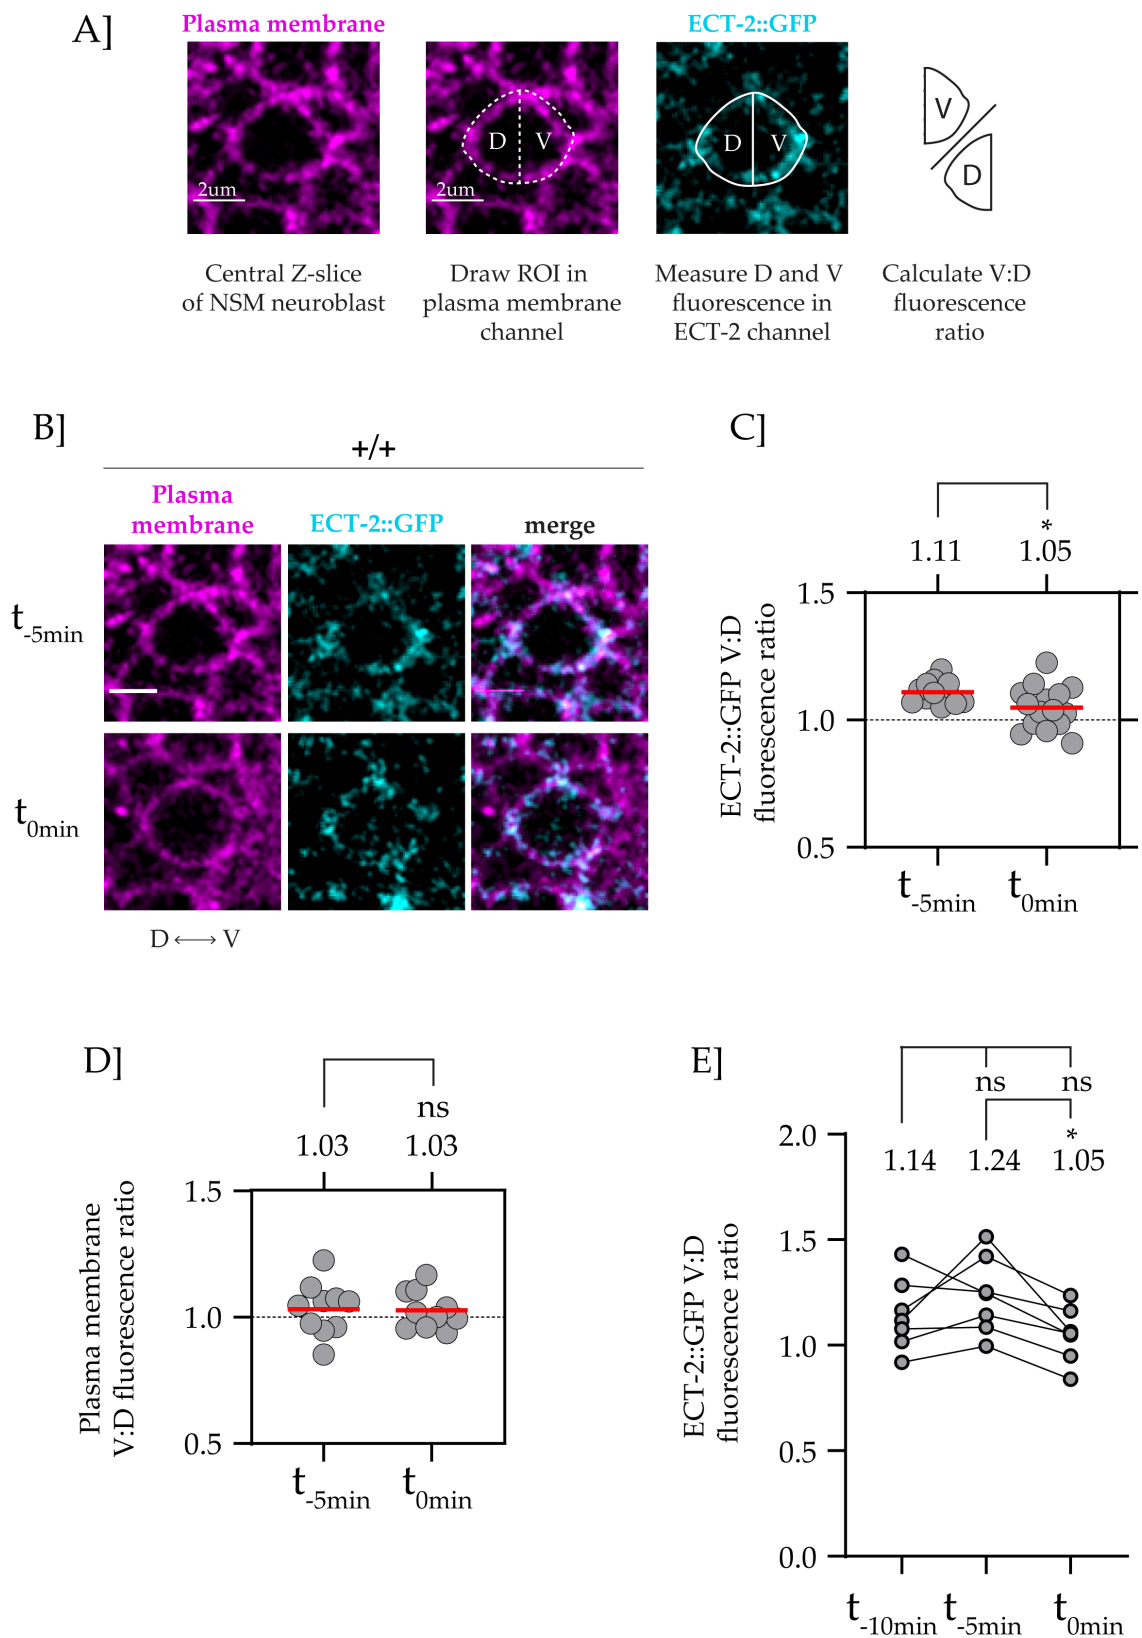 A]
Plasma membrane
ECT-2::GFP
D V
D V
V
D
2um
2um
Central Z-slice
of NSM neuroblast
Draw ROI in
plasma membrane
channel
Measure D and V
fluorescence in
ECT-2 channel
Calculate V:D
fluorescence
ratio
B]
+/+
Plasma
membrane
ECT-2::GFP
merge
t-5min
t0min
D ⟷ V
C]
*
1.11
1.05
1.5
1.0
0.5
ECT-2::GFP V:D
fluorescence ratio
t-5min
t0min
D]
ns
1.03
1.03
1.5
1.0
0.5
Plasma membrane
V:D fluorescence ratio
t-5min
t0min
E]
ns
ns
*
1.14
1.24
1.05
2.0
1.5
1.0
0.5
0.0
ECT-2::GFP V:D
fluorescence ratio
t-10min
t-5min
t0min